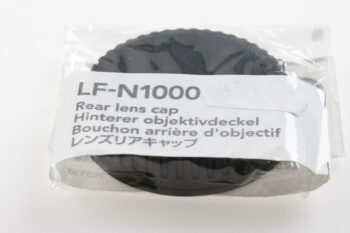 LF-N1000
Rear lens cap
Hinterer objektivdeckel
Bouchon arrière d'objectif
レンズリアキャップ